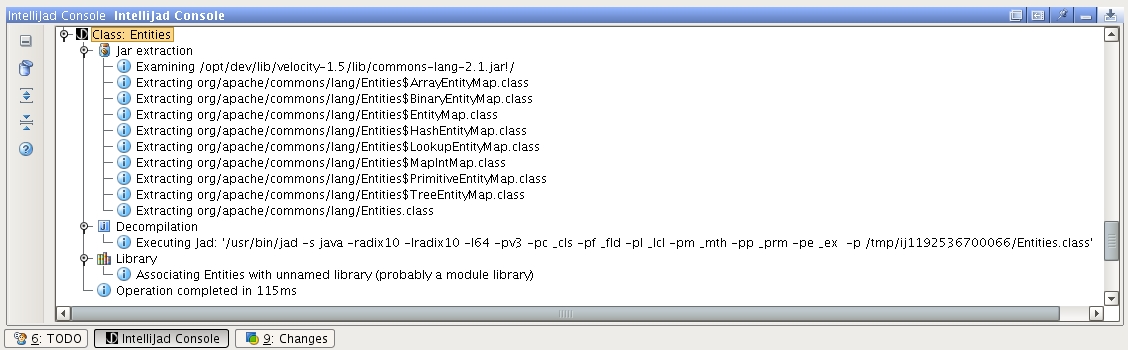 IntelliJad Console IntelliJad Console
Class: Entities
Jar extraction
Examining /opt/dev/lib/velocity-1.5/lib/commons-lang-2.1.jar!/
Extracting org/apache/commons/lang/Entities$ArrayEntityMap.class
Extracting org/apache/commons/lang/Entities$BinaryEntityMap.class
Extracting org/apache/commons/lang/Entities$EntityMap.class
Extracting org/apache/commons/lang/Entities$HashEntityMap.class
Extracting org/apache/commons/lang/Entities$LookupEntityMap.class
Extracting org/apache/commons/lang/Entities$MapIntMap.class
Extracting org/apache/commons/lang/Entities$PrimitiveEntityMap.class
Extracting org/apache/commons/lang/Entities$TreeEntityMap.class
Extracting org/apache/commons/lang/Entities.class
Decompilation
Executing Jad: '/usr/bin/jad -s java -radix10 -lradix10 -l64 -pv3 -pc _cls -pf _fld -pl _lcl -pm _mth -pp _prm -pe _ex -p /tmp/ij1192536700066/Entities.class'
Library
Associating Entities with unnamed library (probably a module library)
Operation completed in 115ms
6: TODO IntelliJad Console 9: Changes